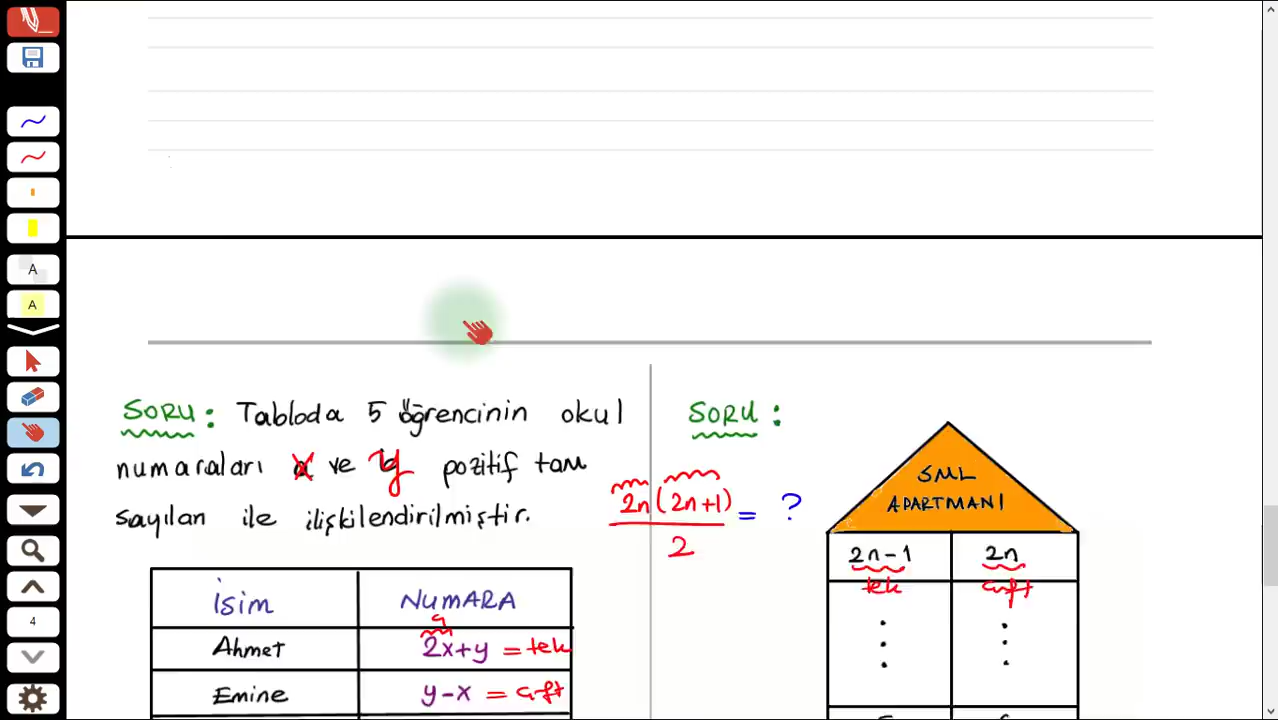 A
A
4
SORU: Tabloda 5 öğrencinin okul
numaraları x ve y pozitif tam
sayıları ile ilişkilendirilmiştir.
İsim NUMARA
Ç
Ahmet 2x+y = tek
Emine y-x = çift
SORU:
2n(2n+1)
2
= ?
SML
APARTMANI
2n-1 2n
tek çift